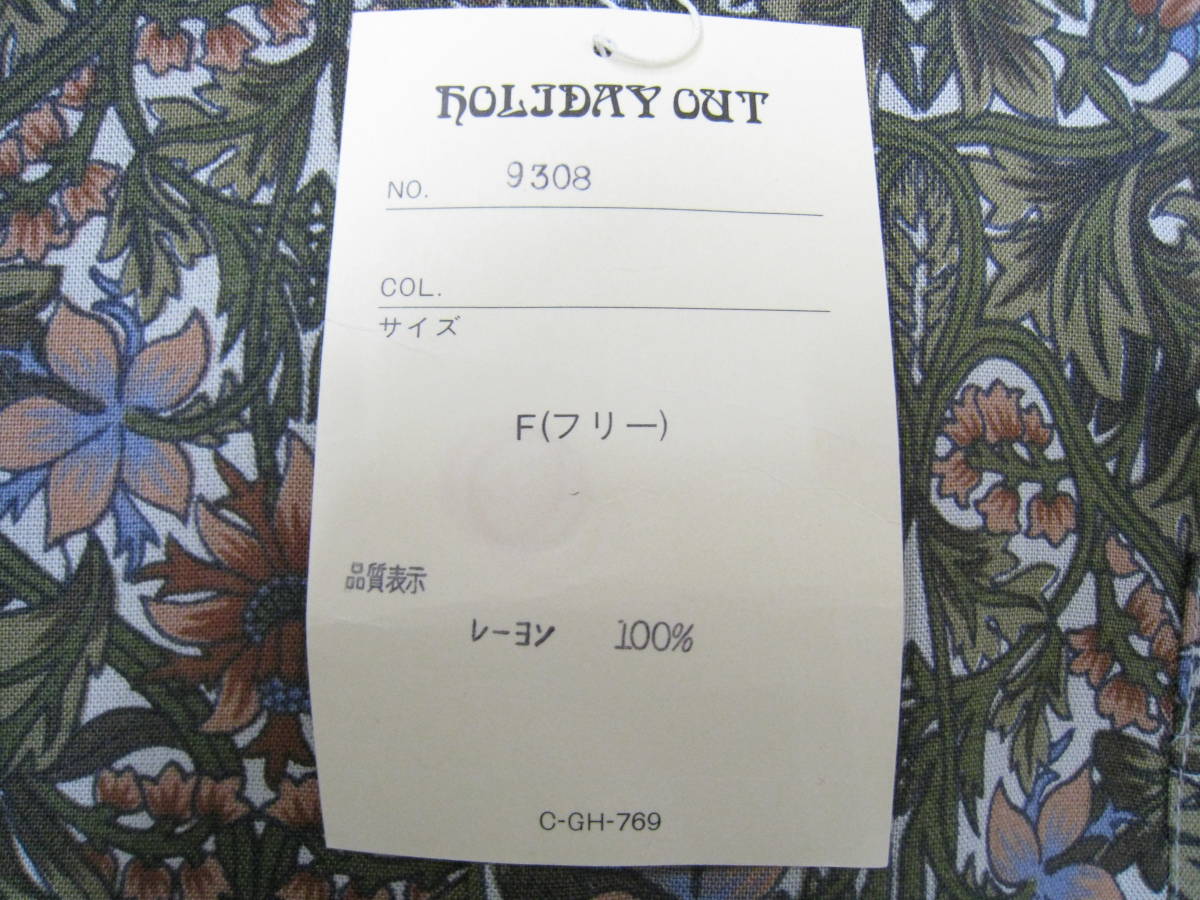 HOLIDAY OUT
NO. 9308
COL.
サイズ
F(フリー)
品質表示
レーヨン 100%
C-GH-769